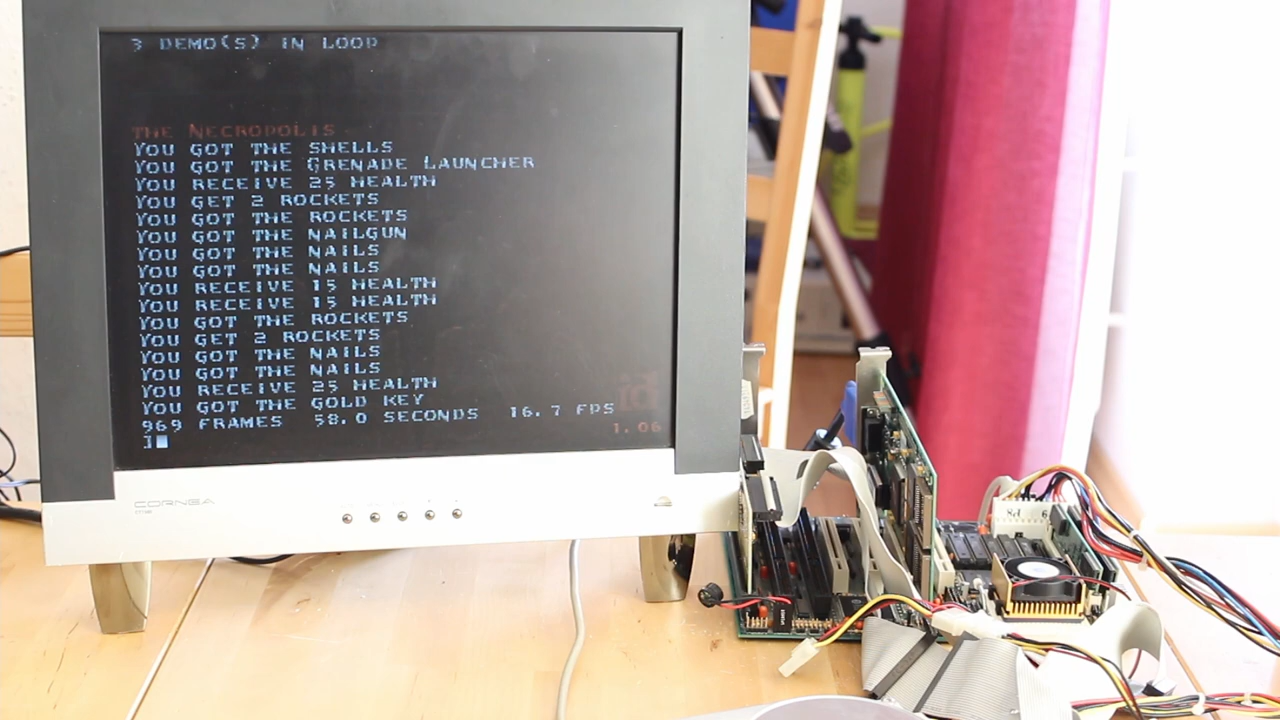 3 DEMO(S) IN LOOP
THE NECROPOLIS
YOU GOT THE SHELLS
YOU GOT THE GRENADE LAUNCHER
YOU RECEIVE 25 HEALTH
YOU GET 2 ROCKETS
YOU GOT THE ROCKETS
YOU GOT THE NAILGUN
YOU GOT THE NAILS
YOU GOT THE NAILS
YOU RECEIVE 15 HEALTH
YOU RECEIVE 15 HEALTH
YOU GOT THE ROCKETS
YOU GET 2 ROCKETS
YOU GOT THE NAILS
YOU GOT THE NAILS
YOU RECEIVE 25 HEALTH
YOU GOT THE GOLD KEY
969 FRAMES 58.0 SECONDS 16.7 FPS
id
1.06
]
CORNEA
P8 6